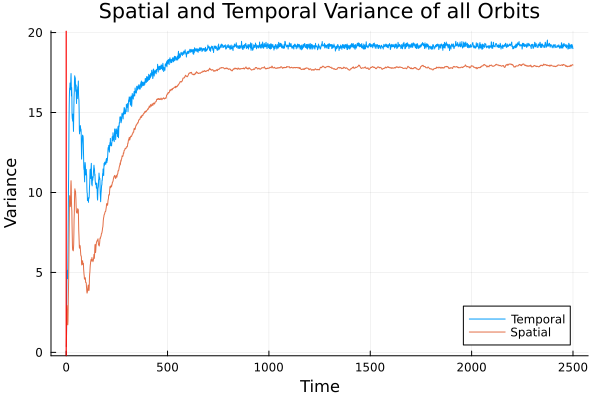 Spatial and Temporal Variance of all Orbits
20
15
10
5
0
Variance
0 500 1000 1500 2000 2500
Time
Temporal
Spatial